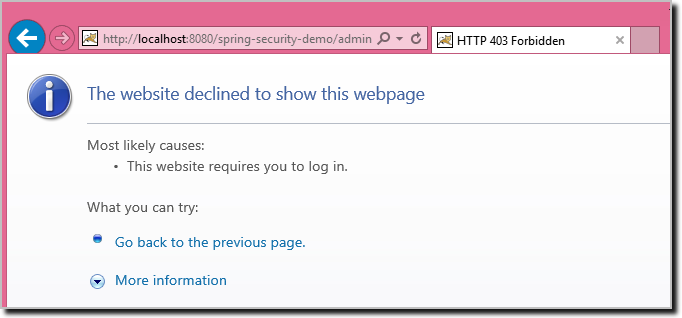 http://localhost:8080/spring-security-demo/admin
HTTP 403 Forbidden
The website declined to show this webpage
Most likely causes:
• This website requires you to log in.
What you can try:
Go back to the previous page.
More information